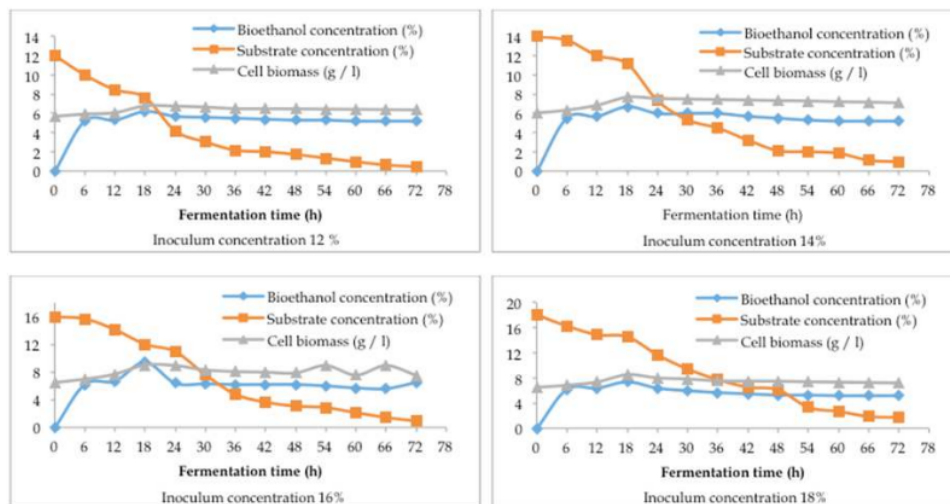 Bioethanol concentration (%)
Substrate concentration (%)
Cell biomass (g / l)
14
12
10
8
6
4
2
0
0 6 12 18 24 30 36 42 48 54 60 66 72 78
Fermentation time (h)
Inoculum concentration 12 %
Bioethanol concentration (%)
Substrate concentration (%)
Cell biomass (g / l)
14
12
10
8
6
4
2
0
0 6 12 18 24 30 36 42 48 54 60 66 72 78
Fermentation time (h)
Inoculum concentration 14%
Bioethanol concentration (%)
Substrate concentration (%)
Cell biomass (g / l)
16
12
8
4
0
0 6 12 18 24 30 36 42 48 54 60 66 72 78
Fermentation time (h)
Inoculum concentration 16%
Bioethanol concentration (%)
Substrate concentration (%)
Cell biomass (g / l)
20
16
12
8
4
0
0 6 12 18 24 30 36 42 48 54 60 66 72 78
Fermentation time (h)
Inoculum concentration 18%